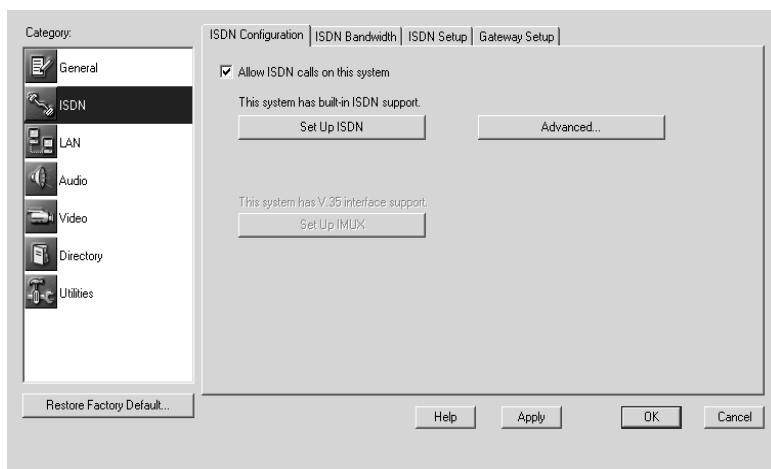 Category:
General
ISDN
LAN
Audio
Video
Directory
Utilities
Restore Factory Default...
ISDN Configuration
ISDN Bandwidth
ISDN Setup
Gateway Setup
Allow ISDN calls on this system
This system has built-in ISDN support.
Set Up ISDN
Advanced...
This system has V.35 interface support.
Set Up IMUX
Help
Apply
OK
Cancel